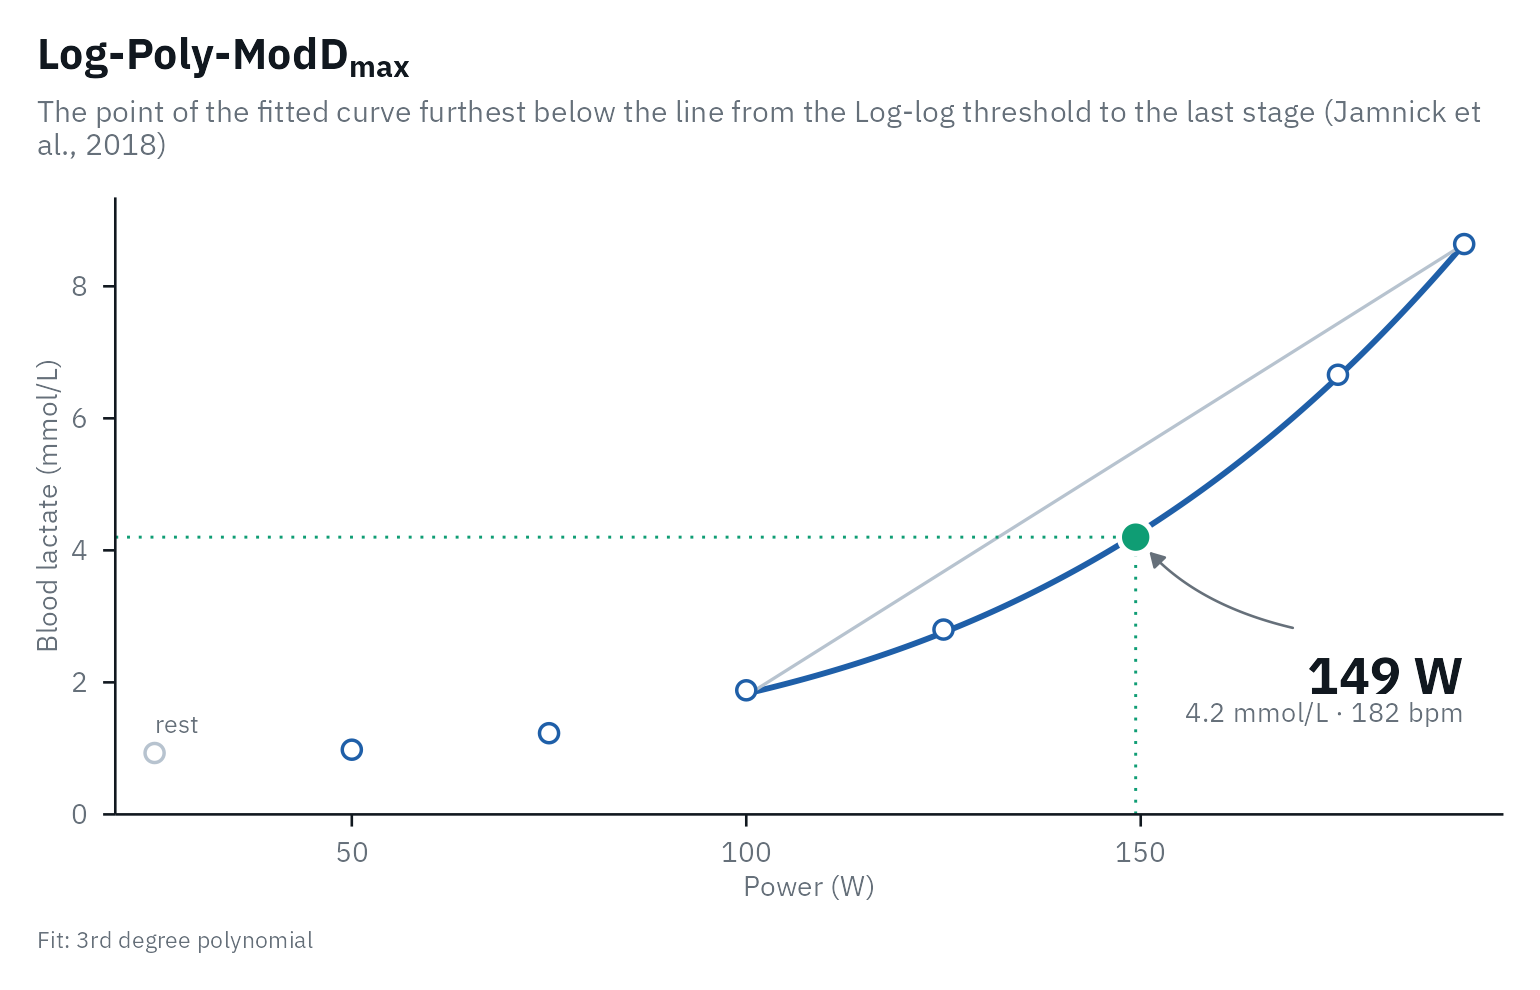 Log-Poly-ModDmax
The point of the fitted curve furthest below the line from the Log-log threshold to the last stage (Jamnick et
al., 2018)
Blood lactate (mmol/L)
8
6
4
2
0
rest
149 W
4.2 mmol/L · 182 bpm
50
100
150
Power (W)
Fit: 3rd degree polynomial